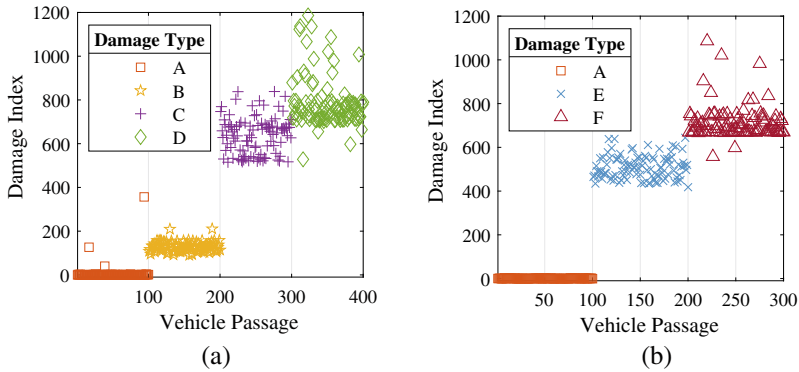 1200
1000
800
600
400
200
0
Damage Index
Damage Type
A
B
C
D
100
200
300
400
Vehicle Passage
(a)
1200
1000
800
600
400
200
0
Damage Index
Damage Type
A
E
F
50
100
150
200
250
300
Vehicle Passage
(b)